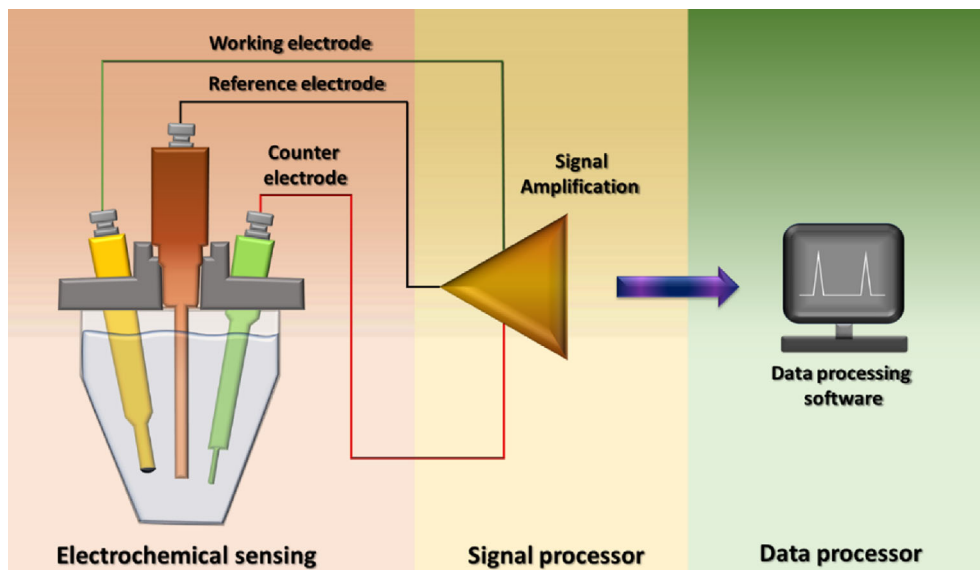 Working electrode
Reference electrode
Counter
electrode
Signal
Amplification
Data processing
software
Electrochemical sensing
Signal processor
Data processor